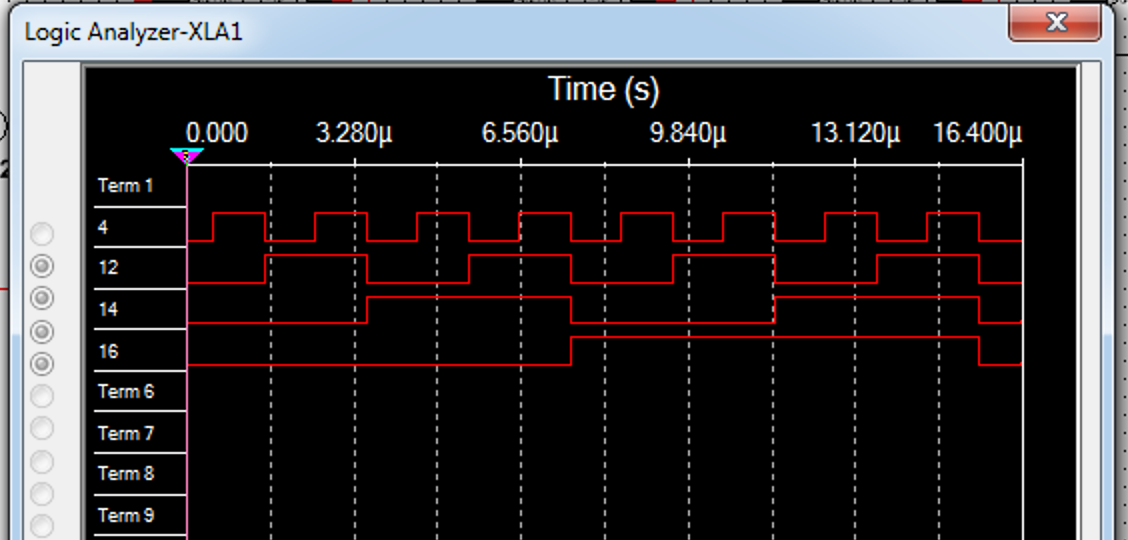 Logic Analyzer-XLA1
Time (s)
0.000 3.280µ 6.560µ 9.840µ 13.120µ 16.400µ
Term 1
4
12
14
16
Term 6
Term 7
Term 8
Term 9